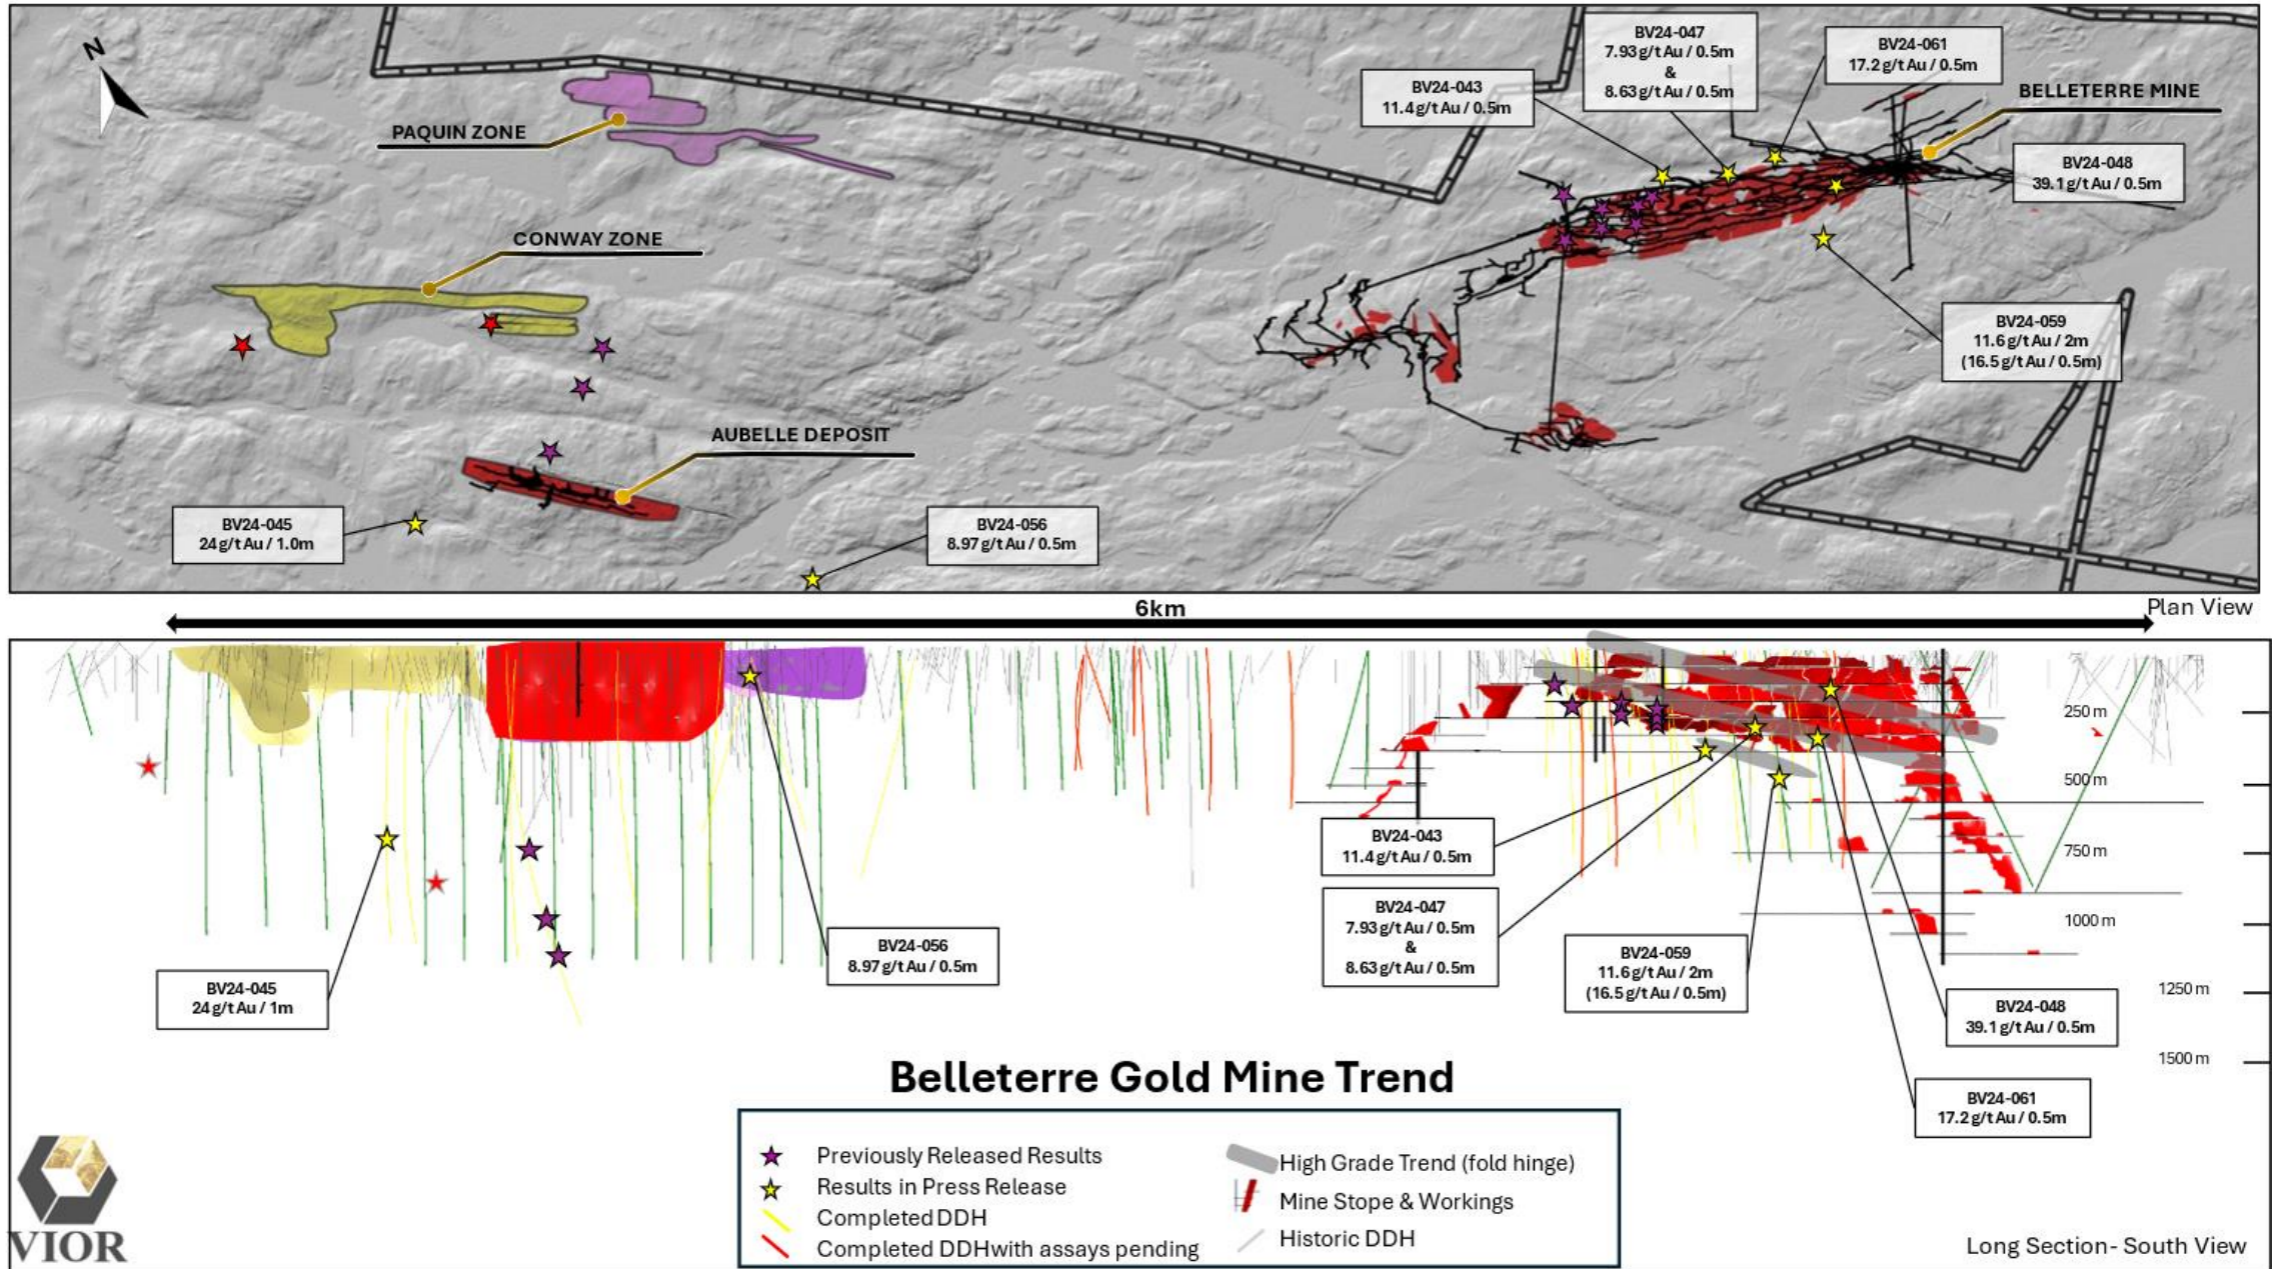 N
PAQUIN ZONE
CONWAY ZONE
AUBELLE DEPOSIT
BV24-045
24 g/t Au / 1.0m
BV24-056
8.97 g/t Au / 0.5m
BV24-043
11.4 g/t Au / 0.5m
BV24-047
7.93 g/t Au / 0.5m
&
8.63 g/t Au / 0.5m
BV24-061
17.2 g/t Au / 0.5m
BELLETERRE MINE
BV24-048
39.1 g/t Au / 0.5m
BV24-059
11.6 g/t Au / 2m
(16.5 g/t Au / 0.5m)
6km
Plan View
250 m
500 m
750 m
1000 m
1250 m
1500 m
BV24-045
24 g/t Au / 1m
BV24-056
8.97 g/t Au / 0.5m
BV24-043
11.4 g/t Au / 0.5m
BV24-047
7.93 g/t Au / 0.5m
&
8.63 g/t Au / 0.5m
BV24-059
11.6 g/t Au / 2m
(16.5 g/t Au / 0.5m)
BV24-048
39.1 g/t Au / 0.5m
BV24-061
17.2 g/t Au / 0.5m
Belleterre Gold Mine Trend
Previously Released Results
Results in Press Release
Completed DDH
Completed DDH with assays pending
High Grade Trend (fold hinge)
Mine Stope & Workings
Historic DDH
VIOR
Long Section- South View